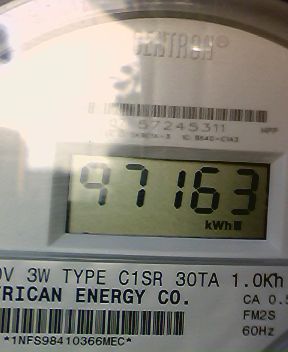 CENTRON®
57245311
97163
kWh
V 3W TYPE C1SR 30TA 1.0Kh
RICAN ENERGY CO.
CA 0.5
FM2S
60Hz
*1NFS98410366MEC*